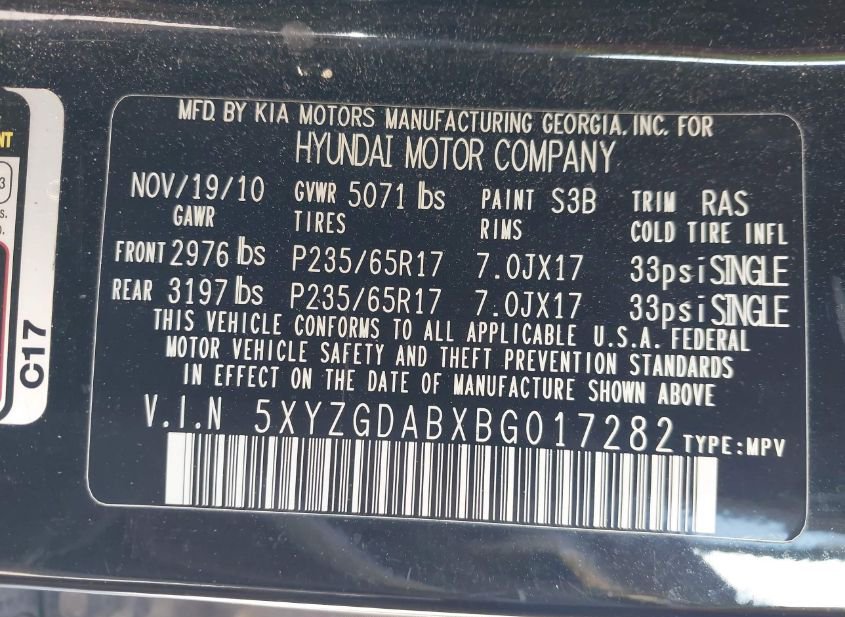 MFD. BY KIA MOTORS MANUFACTURING GEORGIA, INC. FOR
HYUNDAI MOTOR COMPANY
NOV/19/10 GVWR 5071 lbs PAINT S3B TRIM RAS
GAWR TIRES RIMS COLD TIRE INFL
FRONT 2976 lbs P235/65R17 7.0JX17 33psi SINGLE
REAR 3197 lbs P235/65R17 7.0JX17 33psi SINGLE
THIS VEHICLE CONFORMS TO ALL APPLICABLE U.S.A. FEDERAL
MOTOR VEHICLE SAFETY AND THEFT PREVENTION STANDARDS
IN EFFECT ON THE DATE OF MANUFACTURE SHOWN ABOVE
V.I.N 5XYZGDABXBG017282 TYPE:MPV
C17